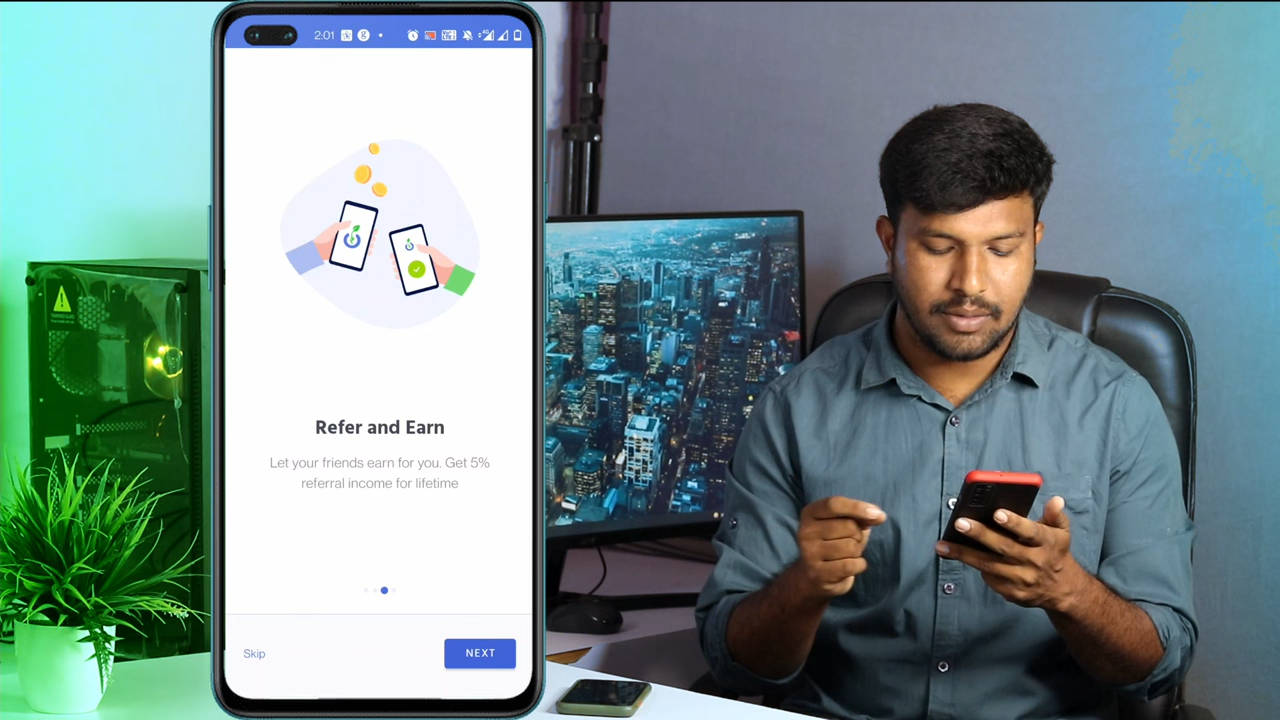 2:01
Refer and Earn
Let your friends earn for you. Get 5%
referral income for lifetime
Skip
NEXT